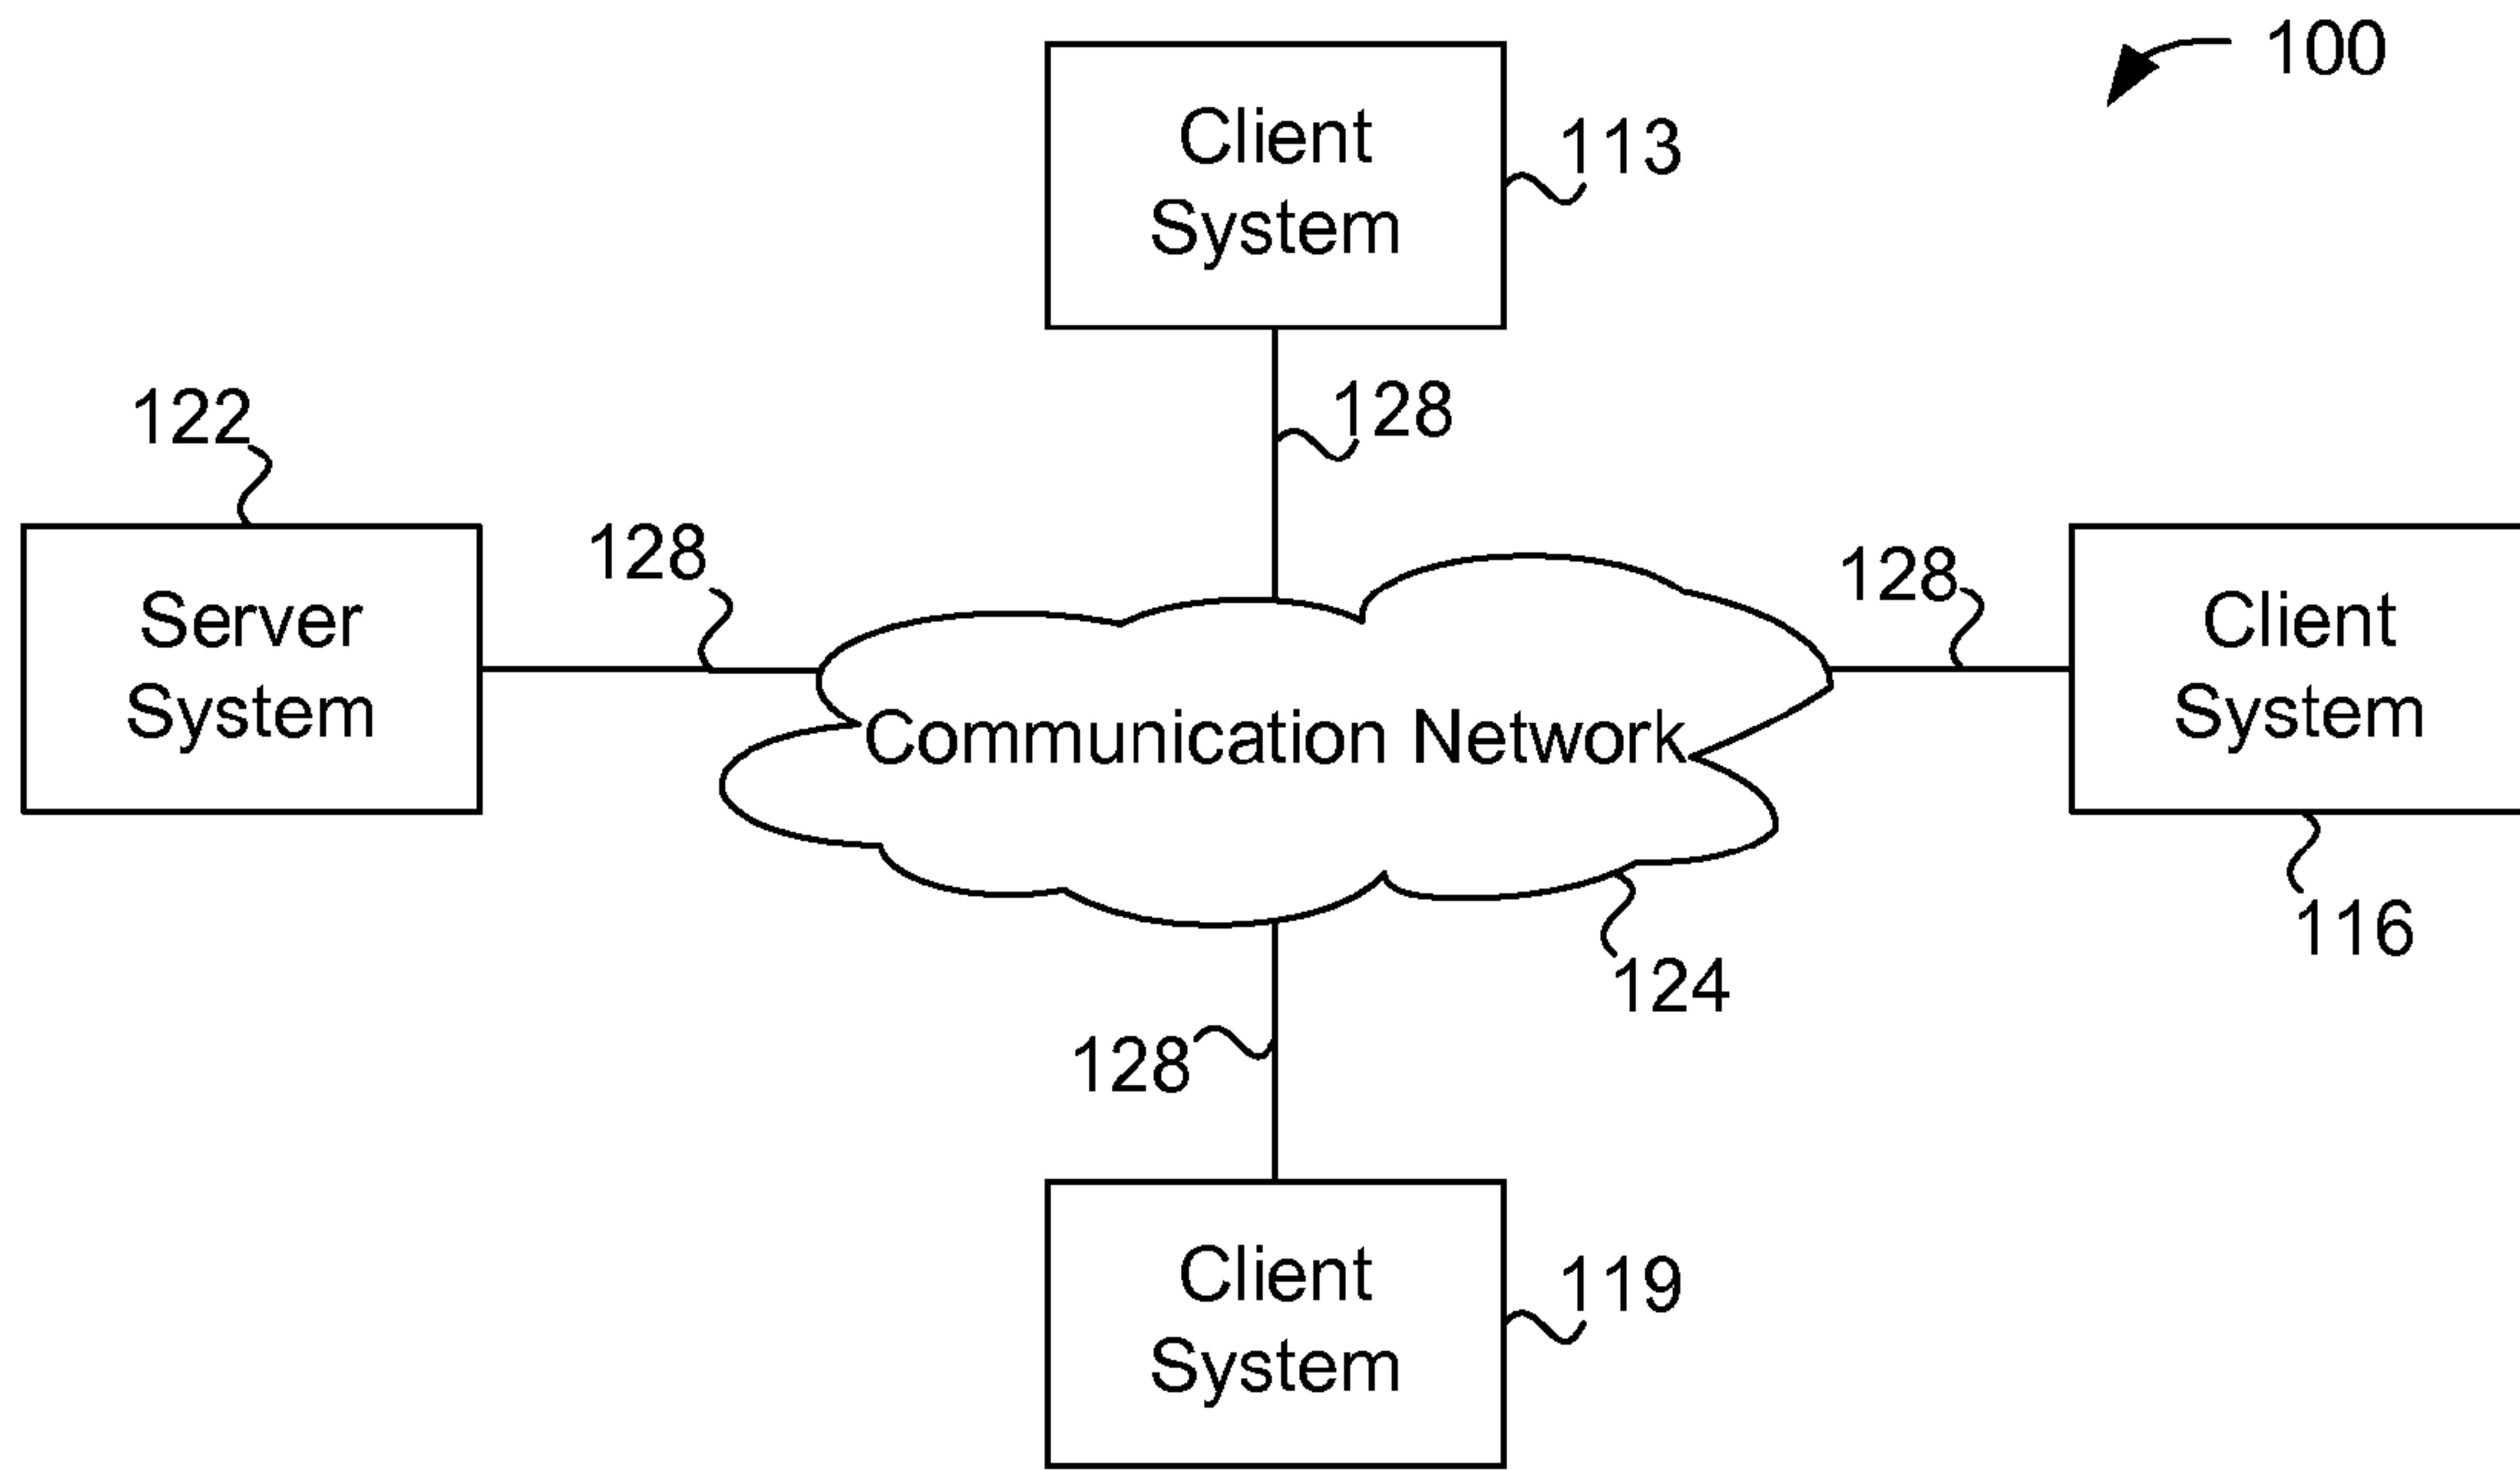 100
Client
System
113
128
122
Server
System
128
128
Client
System
Communication Network
116
124
128
Client
System
119